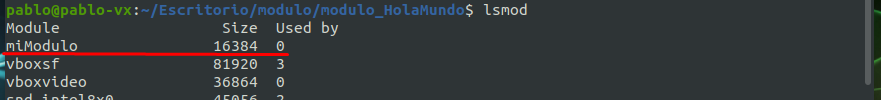 pablo@pablo-vx:~/Escritorio/modulo/modulo_HolaMundo$ lsmod
Module                  Size  Used by
miModulo               16384  0
vboxsf                 81920  3
vboxvideo              36864  0
snd_intel8x0           45056  2